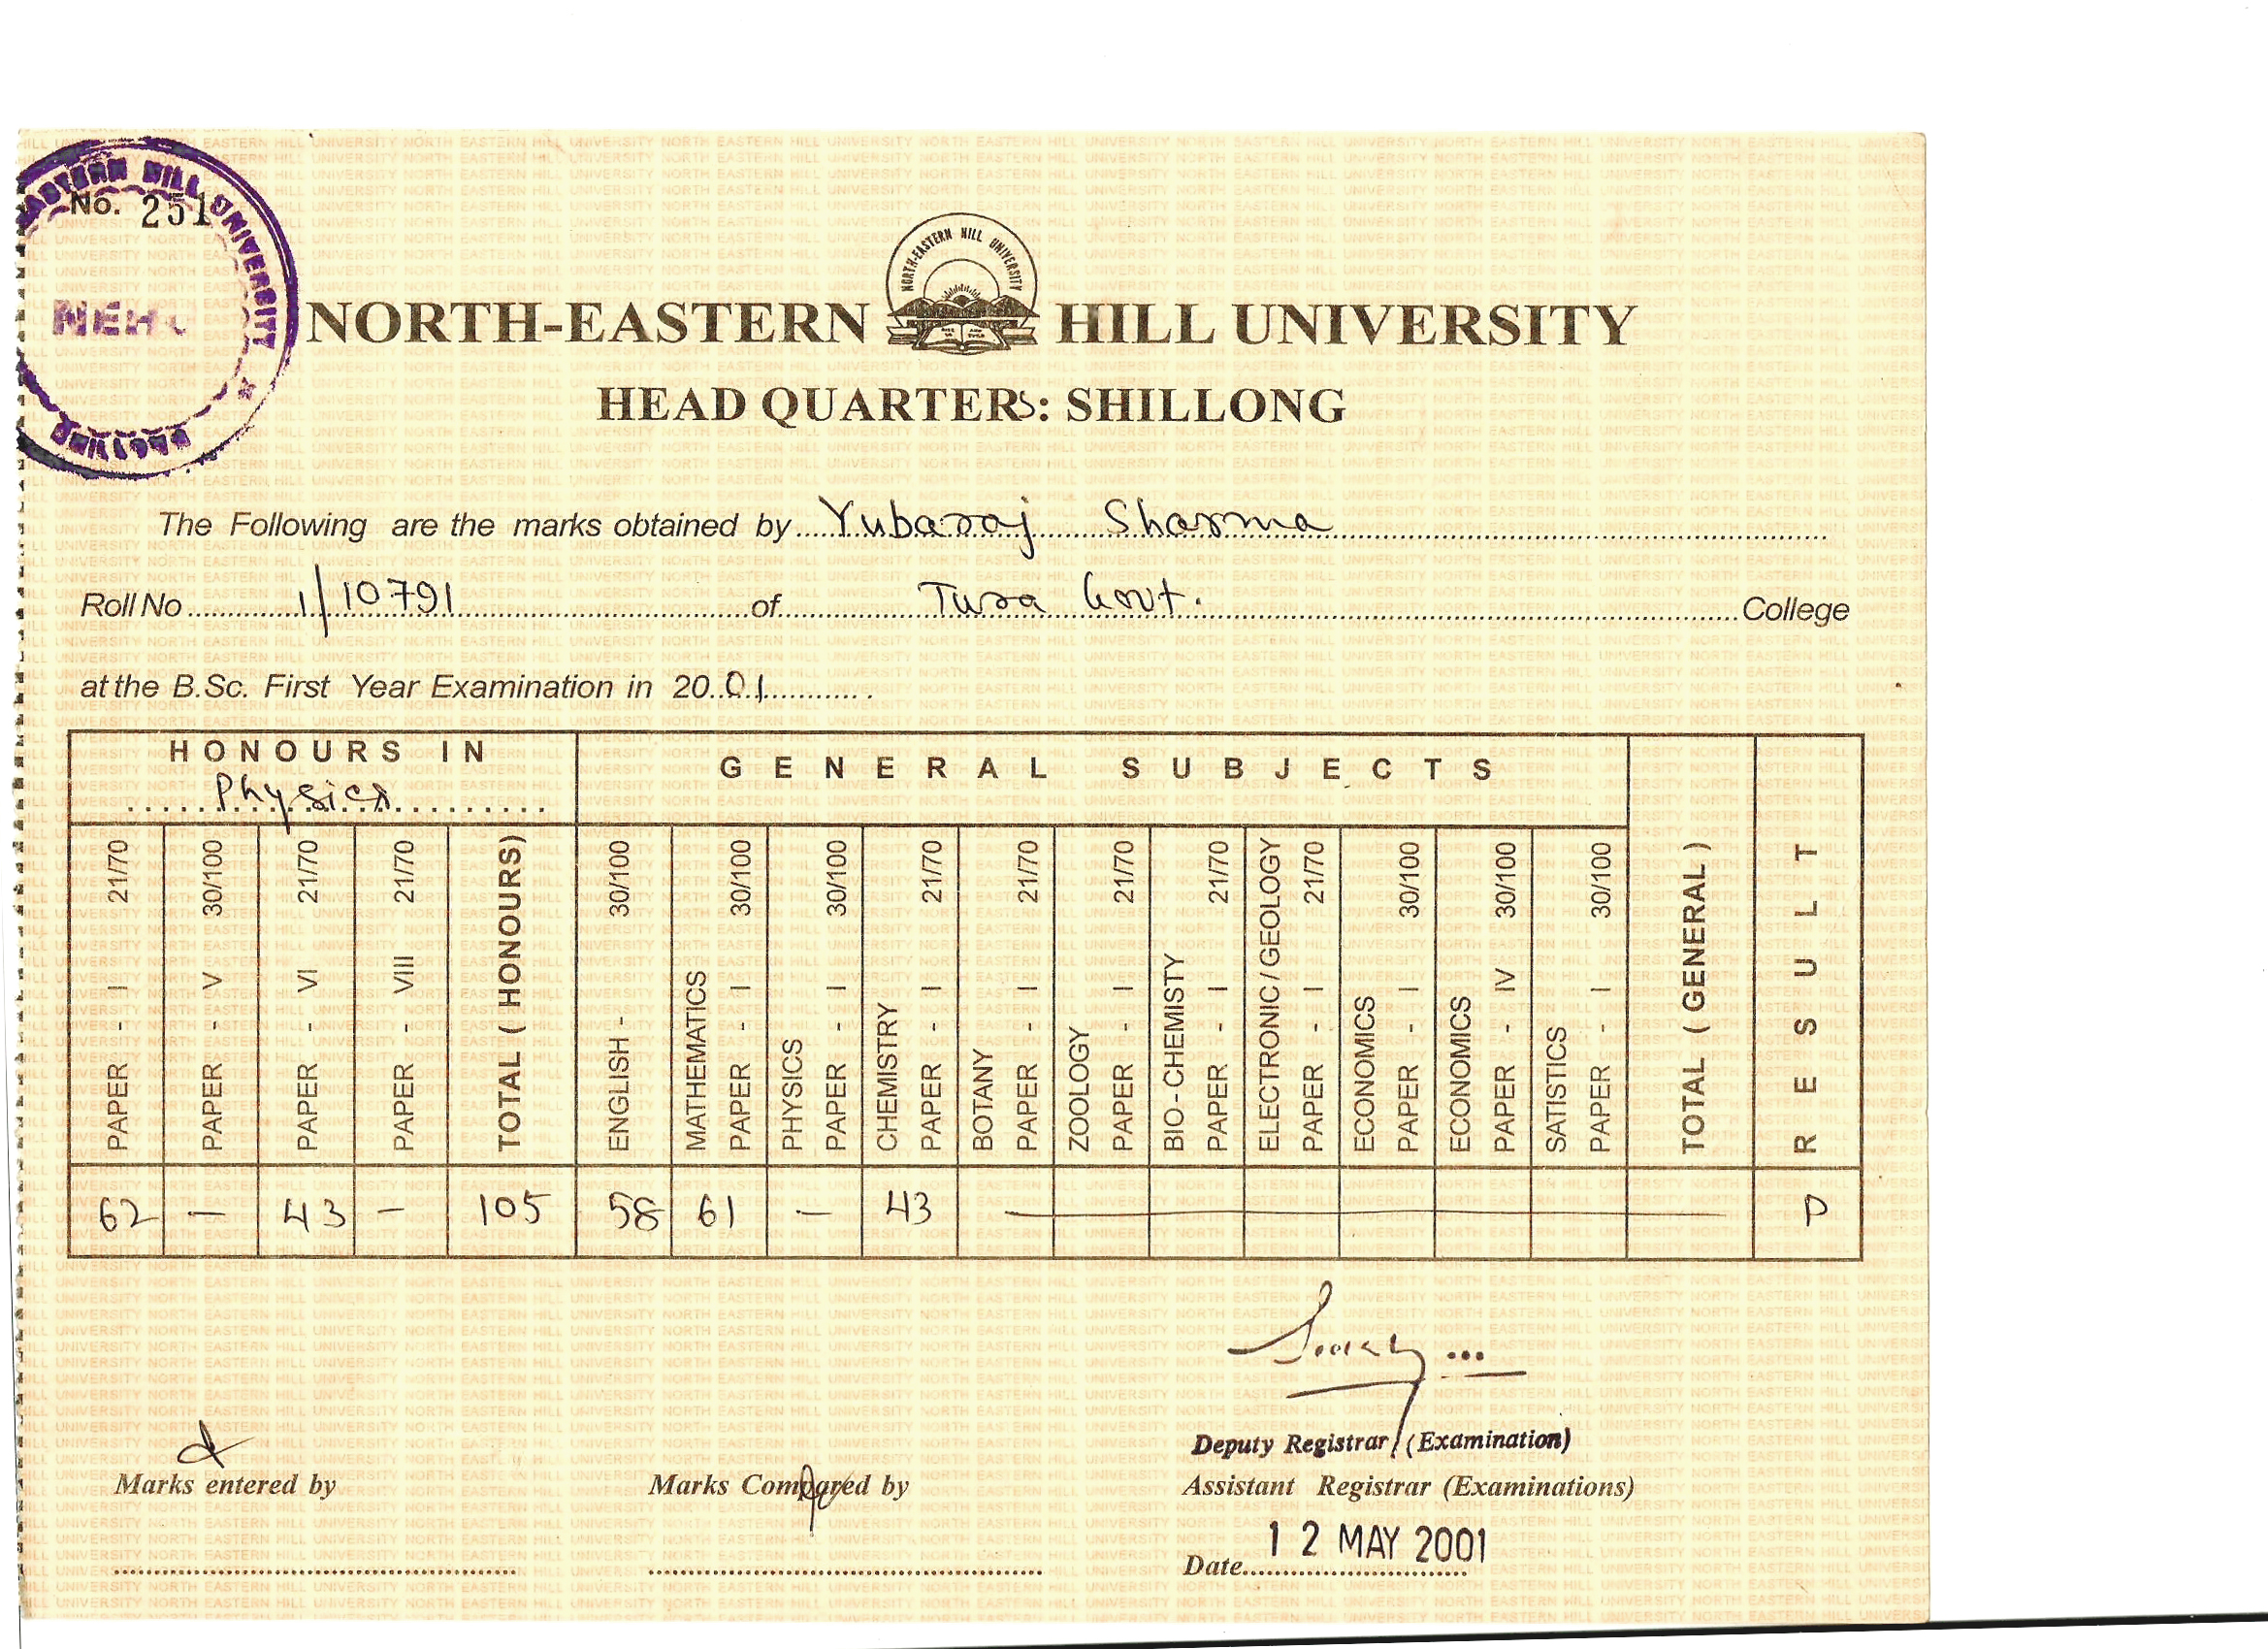 No. 251
EASTERN HILL UNIVERSITY
NEHU
NORTH-EASTERN HILL UNIVERSITY
NORTH-EASTERN HILL UNIVERSITY
HEAD QUARTERS: SHILLONG
The Following are the marks obtained by Yubaraj Sharma
Roll No 1/10791 of Tura Govt. College
at the B.Sc. First Year Examination in 2001
HONOURS IN Physics
GENERAL SUBJECTS
PAPER - I 21/70
PAPER - V 30/100
PAPER - VI 21/70
PAPER - VIII 21/70
TOTAL ( HONOURS)
ENGLISH - 30/100
MATHEMATICS PAPER - I 30/100
PHYSICS PAPER - I 30/100
CHEMISTRY PAPER - I 21/70
BOTANY PAPER - I 21/70
ZOOLOGY PAPER - I 21/70
BIO - CHEMISTY PAPER - I 21/70
ELECTRONIC / GEOLOGY PAPER - I 21/70
ECONOMICS PAPER - I 30/100
ECONOMICS PAPER - IV 30/100
SATISTICS PAPER - I 30/100
TOTAL ( GENERAL )
RESULT
62 — 43 — 105 58 61 — 43 — P
Deputy Registrar (Examination)
Marks entered by Marks Compared by Assistant Registrar (Examinations)
Date 12 MAY 2001